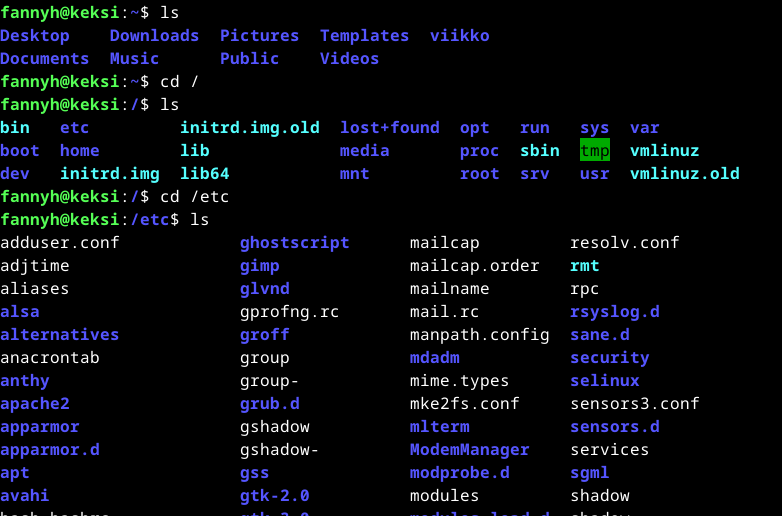 fannyh@keksi:~$ ls
Desktop Downloads Pictures Templates viikko
Documents Music Public Videos
fannyh@keksi:~$ cd /
fannyh@keksi:/$ ls
bin etc initrd.img.old lost+found opt run sys var
boot home lib media proc sbin tmp vmlinuz
dev initrd.img lib64 mnt root srv usr vmlinuz.old
fannyh@keksi:/$ cd /etc
fannyh@keksi:/etc$ ls
adduser.conf ghostscript mailcap resolv.conf
adjtime gimp mailcap.order rmt
aliases glvnd mailname rpc
alsa gprofng.rc mail.rc rsyslog.d
alternatives groff manpath.config sane.d
anacrontab group mdadm security
anthy group- mime.types selinux
apache2 grub.d mke2fs.conf sensors3.conf
apparmor gshadow mlterm sensors.d
apparmor.d gshadow- ModemManager services
apt gss modprobe.d sgml
avahi gtk-2.0 modules shadow